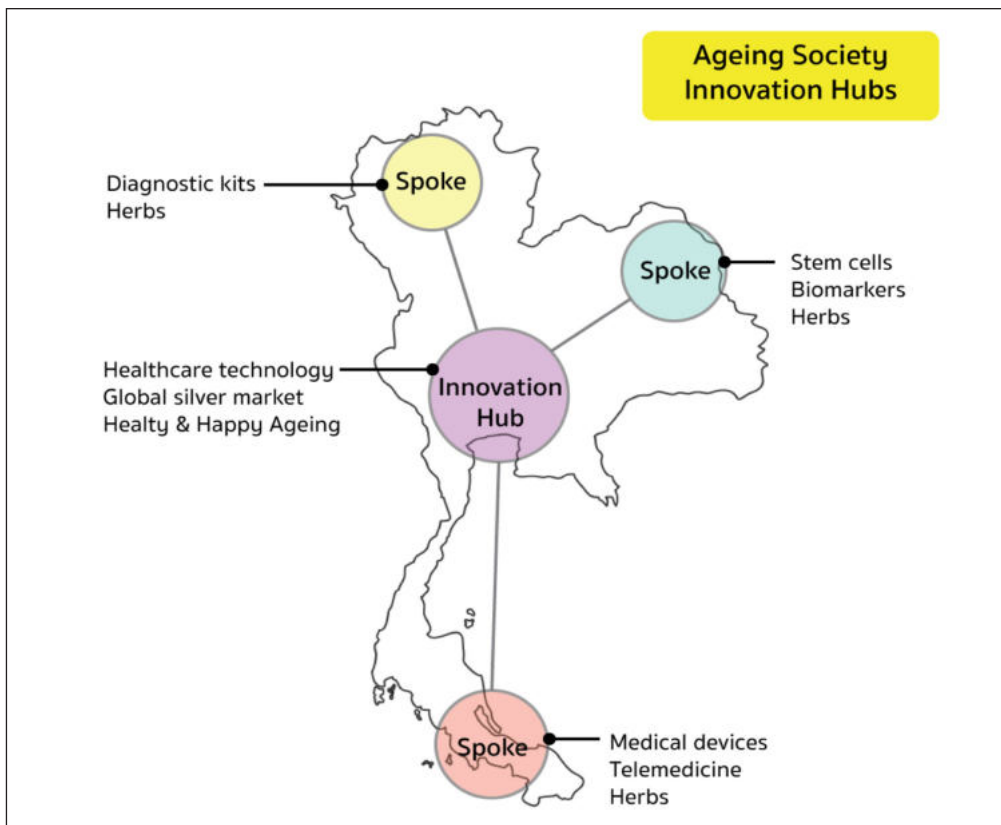 Ageing Society
Innovation Hubs
Spoke
Diagnostic kits
Herbs
Spoke
Stem cells
Biomarkers
Herbs
Healthcare technology
Global silver market
Healty & Happy Ageing
Innovation
Hub
Spoke
Medical devices
Telemedicine
Herbs